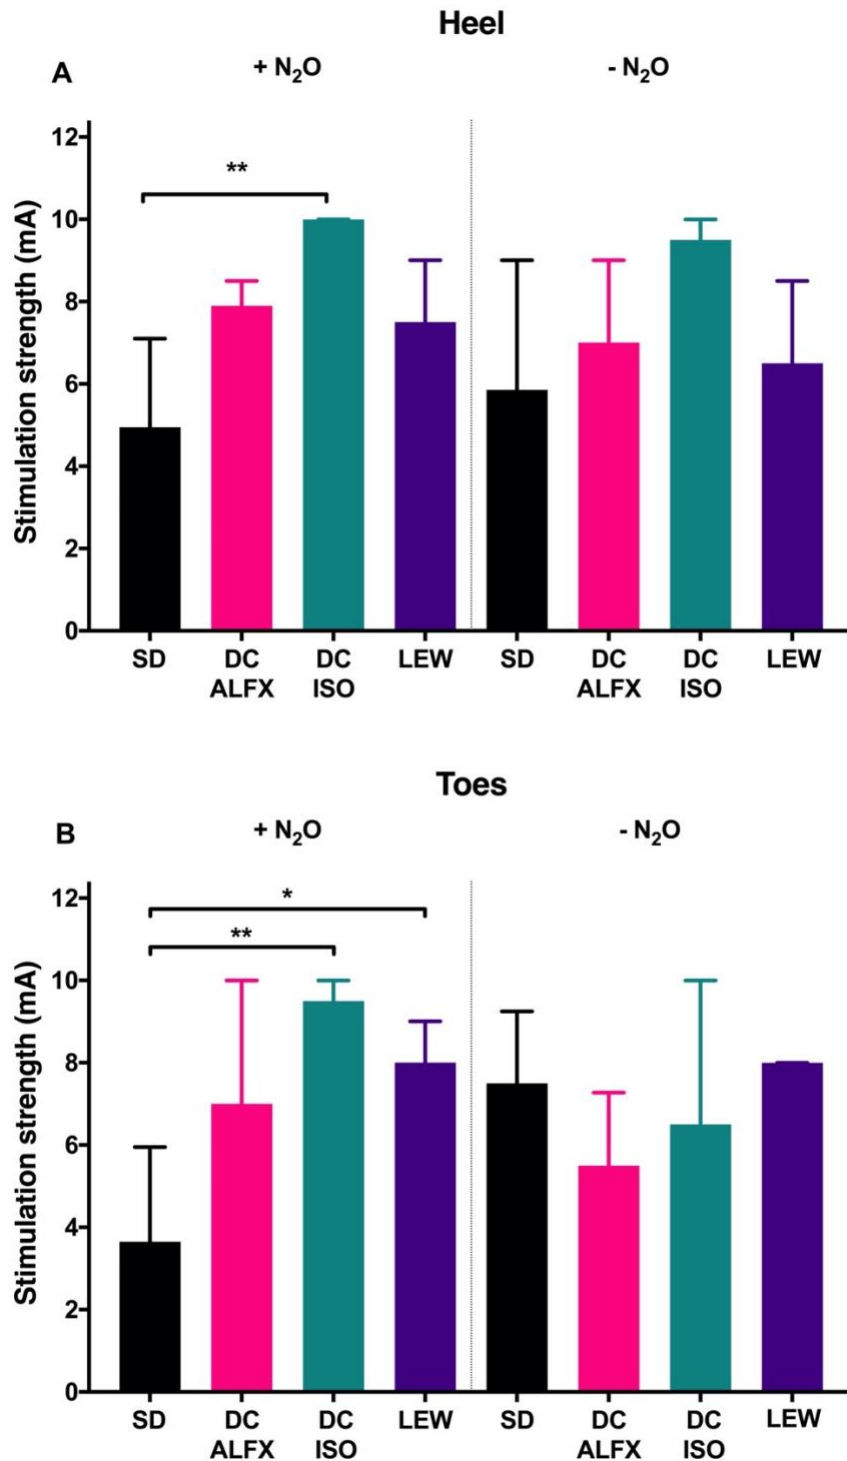 Heel
A
+ N₂O
- N₂O
Stimulation strength (mA)
12
10
8
6
4
2
0
**
SD
DC ALFX
DC ISO
LEW
SD
DC ALFX
DC ISO
LEW
Toes
B
+ N₂O
- N₂O
Stimulation strength (mA)
12
10
8
6
4
2
0
*
**
SD
DC ALFX
DC ISO
LEW
SD
DC ALFX
DC ISO
LEW